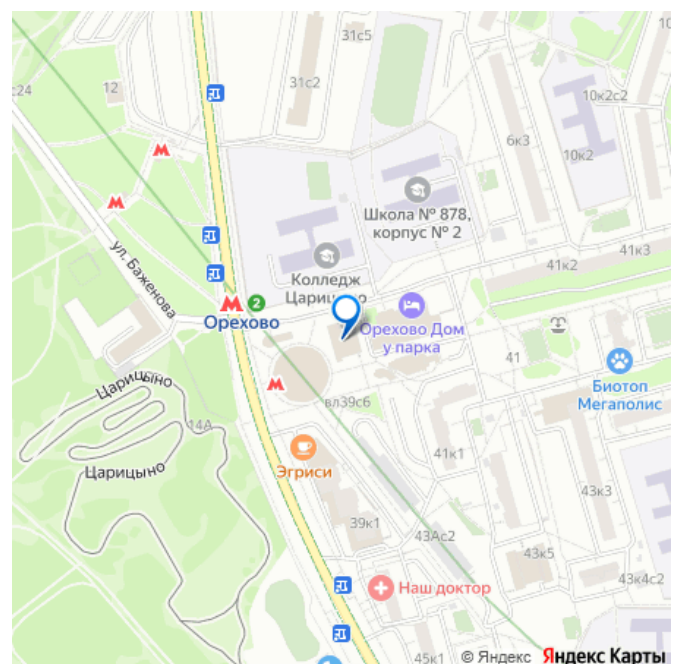 31с5
с24
12
31с2
10к2с2
6к3
10к2
Школа № 878,
корпус № 2
ул. Баженова
Колледж
Царицыно
41к2
41к3
2
Орехово
Орехово Дом
у парка
41
Биотоп
Мегаполис
Царицыно
вл39с6
14А
Царицыно
Эгриси
41к1
43к3
39к1
43Ас2
43к5
43к4с2
Наш доктор
45к1
© Яндекс Яндекс Карты